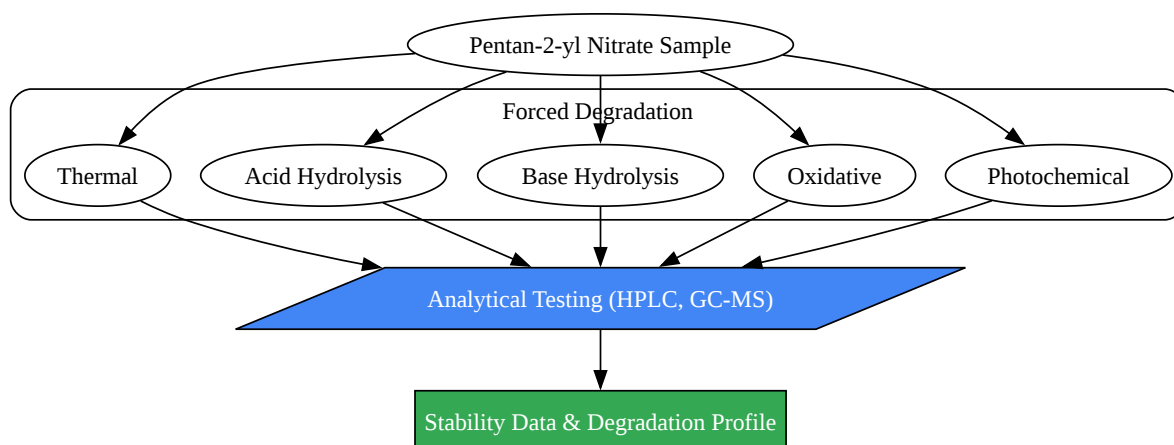 Pentan-2-yl Nitrate Sample
Forced Degradation
Thermal
Acid Hydrolysis
Base Hydrolysis
Oxidative
Photochemical
Analytical Testing (HPLC, GC-MS)
Stability Data & Degradation Profile